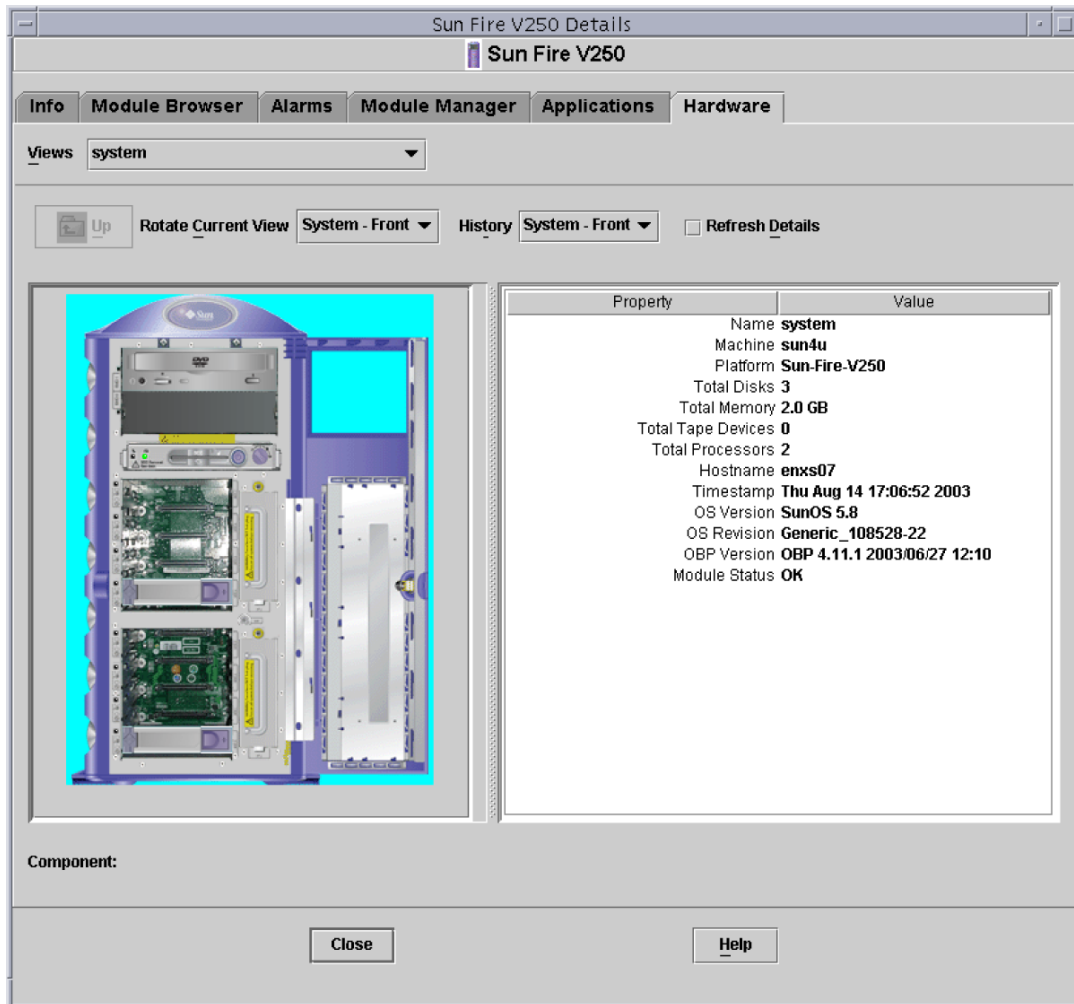 Sun Fire V250 Details
Sun Fire V250
Info Module Browser Alarms Module Manager Applications Hardware
Views system
Up Rotate Current View System - Front History System - Front Refresh Details
Sun
DVD
Property Value
Name system
Machine sun4u
Platform Sun-Fire-V250
Total Disks 3
Total Memory 2.0 GB
Total Tape Devices 0
Total Processors 2
Hostname enxs07
Timestamp Thu Aug 14 17:06:52 2003
OS Version SunOS 5.8
OS Revision Generic_108528-22
OBP Version OBP 4.11.1 2003/06/27 12:10
Module Status OK
Component:
Close Help